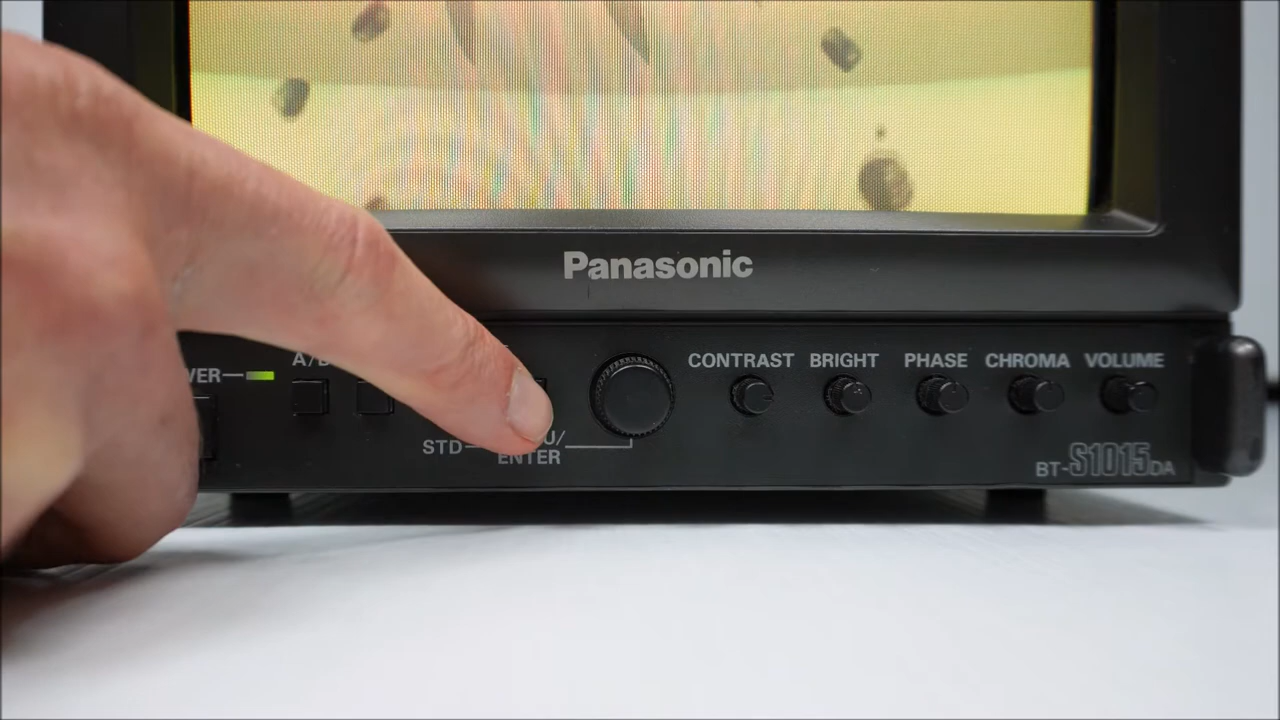 Panasonic
CONTRAST BRIGHT PHASE CHROMA VOLUME
STD
ENTER
BT-S1015DA